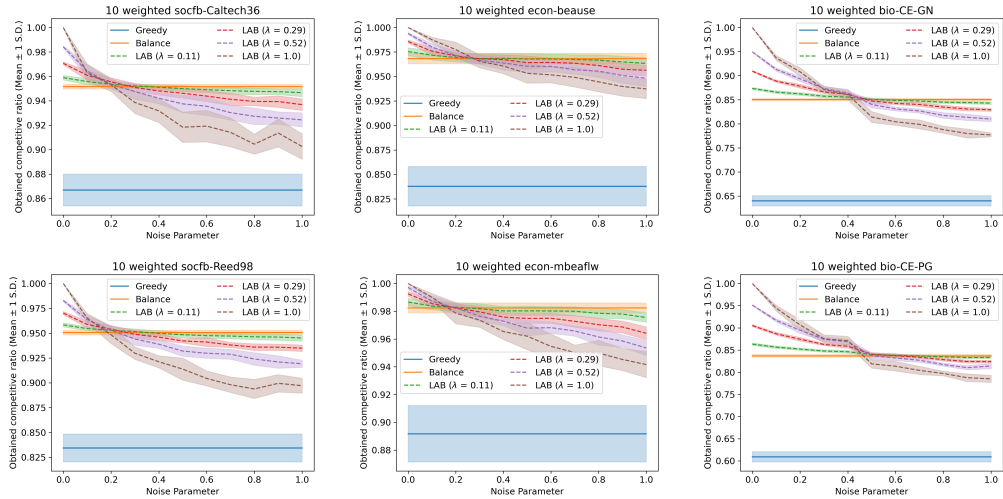 10 weighted socfb-Caltech36
Obtained competitive ratio (Mean ± 1 S.D.)
1.00
0.98
0.96
0.94
0.92
0.90
0.88
0.86
Greedy
Balance
LAB (λ = 0.11)
LAB (λ = 0.29)
LAB (λ = 0.52)
LAB (λ = 1.0)
0.0 0.2 0.4 0.6 0.8 1.0
Noise Parameter
10 weighted econ-beause
Obtained competitive ratio (Mean ± 1 S.D.)
1.000
0.975
0.950
0.925
0.900
0.875
0.850
0.825
Greedy
Balance
LAB (λ = 0.11)
LAB (λ = 0.29)
LAB (λ = 0.52)
LAB (λ = 1.0)
0.0 0.2 0.4 0.6 0.8 1.0
Noise Parameter
10 weighted bio-CE-GN
Obtained competitive ratio (Mean ± 1 S.D.)
1.00
0.95
0.90
0.85
0.80
0.75
0.70
0.65
Greedy
Balance
LAB (λ = 0.11)
LAB (λ = 0.29)
LAB (λ = 0.52)
LAB (λ = 1.0)
0.0 0.2 0.4 0.6 0.8 1.0
Noise Parameter
10 weighted socfb-Reed98
Obtained competitive ratio (Mean ± 1 S.D.)
1.000
0.975
0.950
0.925
0.900
0.875
0.850
0.825
Greedy
Balance
LAB (λ = 0.11)
LAB (λ = 0.29)
LAB (λ = 0.52)
LAB (λ = 1.0)
0.0 0.2 0.4 0.6 0.8 1.0
Noise Parameter
10 weighted econ-mbeaflw
Obtained competitive ratio (Mean ± 1 S.D.)
1.00
0.98
0.96
0.94
0.92
0.90
0.88
Greedy
Balance
LAB (λ = 0.11)
LAB (λ = 0.29)
LAB (λ = 0.52)
LAB (λ = 1.0)
0.0 0.2 0.4 0.6 0.8 1.0
Noise Parameter
10 weighted bio-CE-PG
Obtained competitive ratio (Mean ± 1 S.D.)
1.00
0.95
0.90
0.85
0.80
0.75
0.70
0.65
0.60
Greedy
Balance
LAB (λ = 0.11)
LAB (λ = 0.29)
LAB (λ = 0.52)
LAB (λ = 1.0)
0.0 0.2 0.4 0.6 0.8 1.0
Noise Parameter